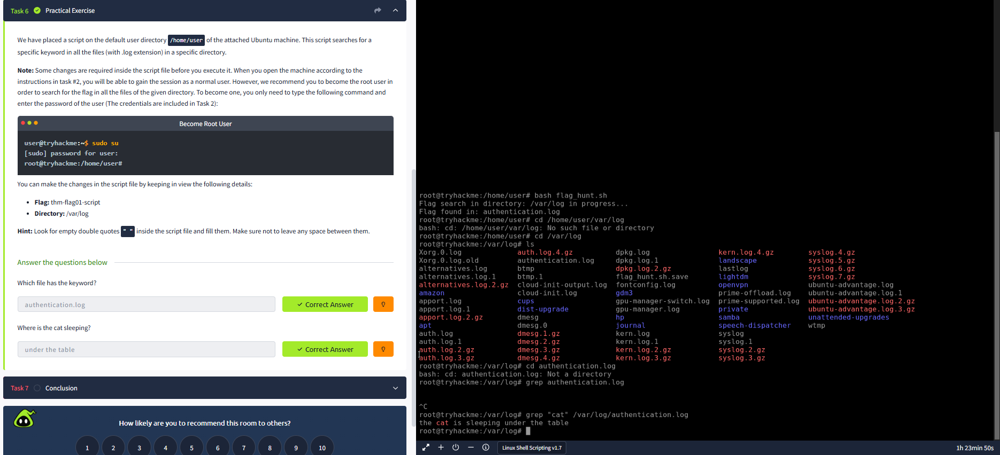 Task 6 Practical Exercise
We have placed a script on the default user directory /home/user of the attached Ubuntu machine. This script searches for a
specific keyword in all the files (with .log extension) in a specific directory.
Note: Some changes are required inside the script file before you execute it. When you open the machine according to the
instructions in task #2, you will be able to gain the session as a normal user. However, we recommend you to become the root user in
order to search for the flag in all the files of the given directory. To become one, you only need to type the following command and
enter the password of the user (The credentials are included in Task 2):
Become Root User
user@tryhackme:~$ sudo su
[sudo] password for user:
root@tryhackme:/home/user#
You can make the changes in the script file by keeping in view the following details:
• Flag: thm-flag01-script
• Directory: /var/log
Hint: Look for empty double quotes " " inside the script file and fill them. Make sure not to leave any space between them.
Answer the questions below
Which file has the keyword?
authentication.log
✓ Correct Answer
Where is the cat sleeping?
under the table
✓ Correct Answer
Task 7 Conclusion
How likely are you to recommend this room to others?
1 2 3 4 5 6 7 8 9 10
root@tryhackme:/home/user# bash flag_hunt.sh
Flag search in directory: /var/log in progress...
Flag found in: authentication.log
root@tryhackme:/home/user# cd /home/user/var/log
bash: cd: /home/user/var/log: No such file or directory
root@tryhackme:/home/user# cd /var/log
root@tryhackme:/var/log# ls
Xorg.0.log auth.log.4.gz dpkg.log kern.log.4.gz syslog.4.gz
Xorg.0.log.old authentication.log dpkg.log.1 landscape syslog.5.gz
alternatives.log btmp dpkg.log.2.gz lastlog syslog.6.gz
alternatives.log.1 btmp.1 flag_hunt.sh.save lightdm syslog.7.gz
alternatives.log.2.gz cloud-init-output.log fontconfig.log openvpn ubuntu-advantage.log
amazon cloud-init.log gdm3 prime-offload.log ubuntu-advantage.log.1
apport.log cups gpu-manager-switch.log prime-supported.log ubuntu-advantage.log.2.gz
apport.log.1 dist-upgrade gpu-manager.log private ubuntu-advantage.log.3.gz
apport.log.2.gz dmesg hp samba unattended-upgrades
apt dmesg.0 journal speech-dispatcher wtmp
auth.log dmesg.1.gz kern.log syslog
auth.log.1 dmesg.2.gz kern.log.1 syslog.1
auth.log.2.gz dmesg.3.gz kern.log.2.gz syslog.2.gz
auth.log.3.gz dmesg.4.gz kern.log.3.gz syslog.3.gz
root@tryhackme:/var/log# cd authentication.log
bash: cd: authentication.log: Not a directory
root@tryhackme:/var/log# grep authentication.log
^C
root@tryhackme:/var/log# grep "cat" /var/log/authentication.log
the cat is sleeping under the table
root@tryhackme:/var/log#
Linux Shell Scripting v1.7
1h 23min 50s